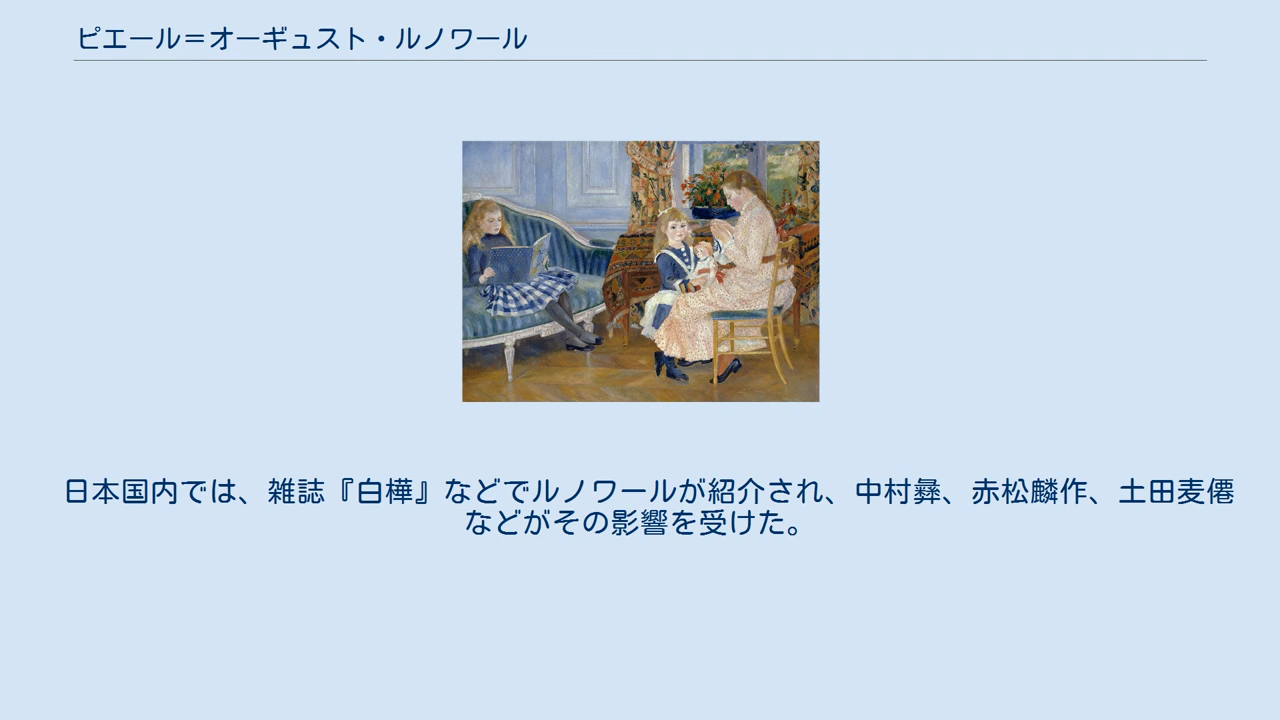 ピエール＝オーギュスト・ルノワール
日本国内では、雑誌『白樺』などでルノワールが紹介され、中村彝、赤松麟作、土田麦僊
などがその影響を受けた。